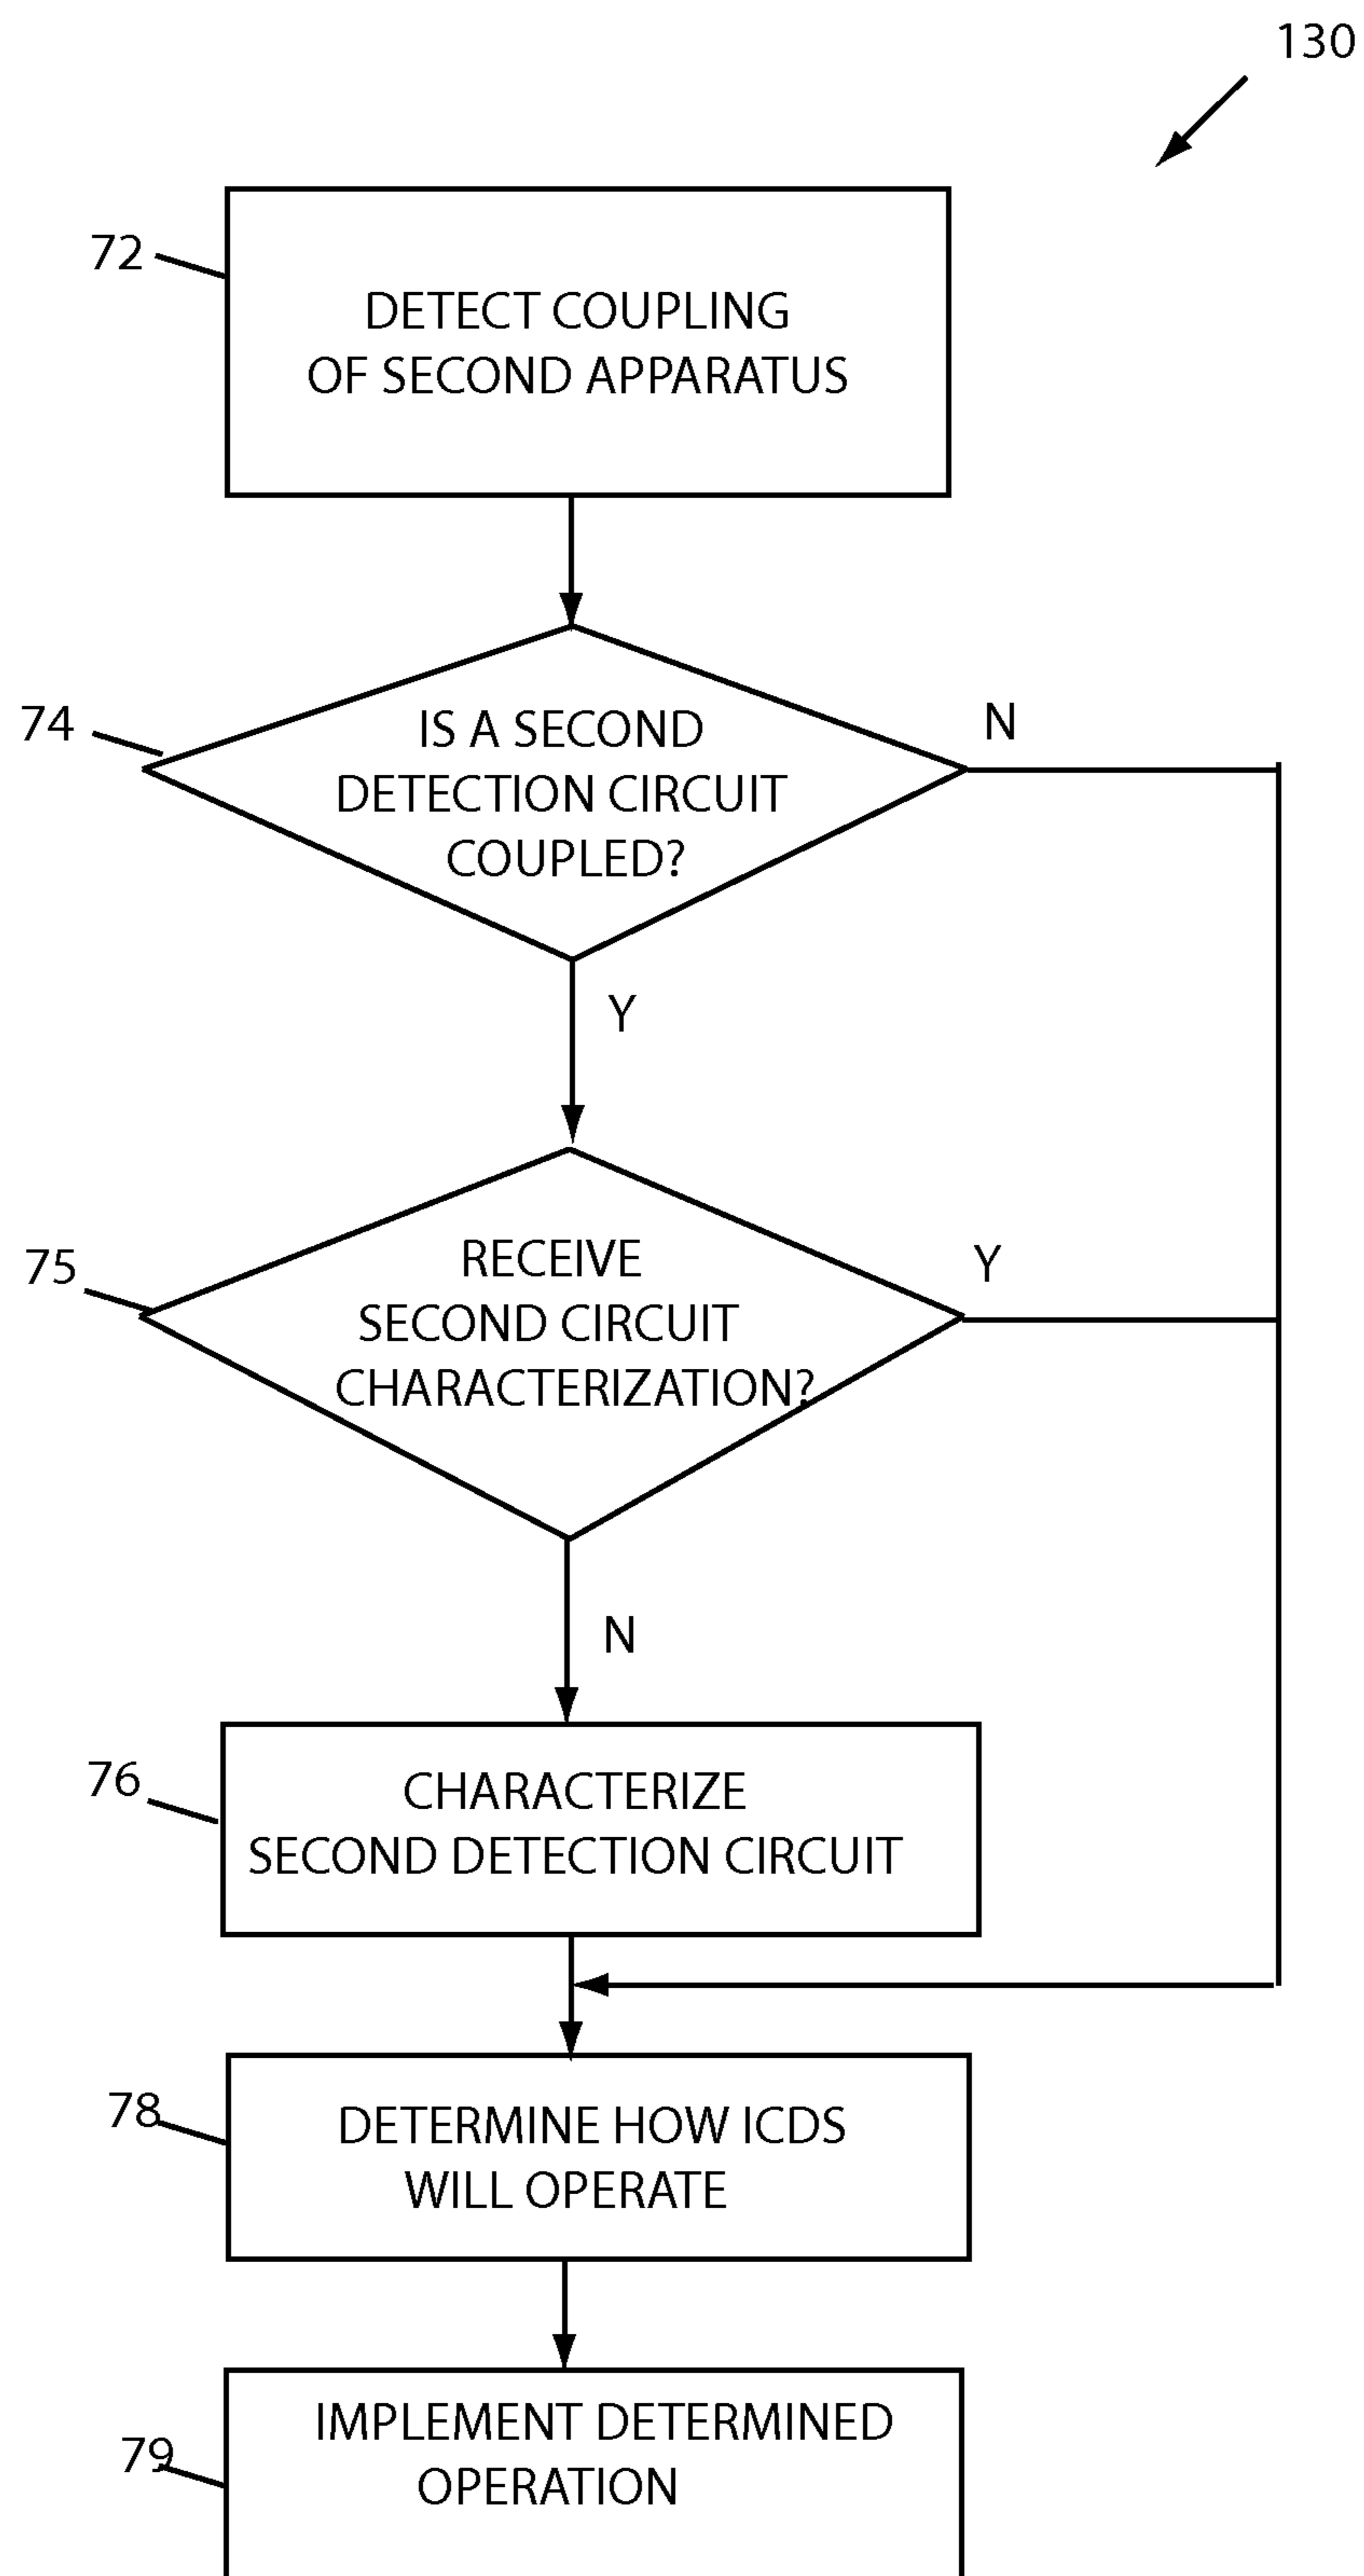 130
72
DETECT COUPLING
OF SECOND APPARATUS
74
IS A SECOND
DETECTION CIRCUIT
COUPLED?
N
Y
75
RECEIVE
SECOND CIRCUIT
CHARACTERIZATION?
Y
N
76
CHARACTERIZE
SECOND DETECTION CIRCUIT
78
DETERMINE HOW ICDS
WILL OPERATE
79
IMPLEMENT DETERMINED
OPERATION